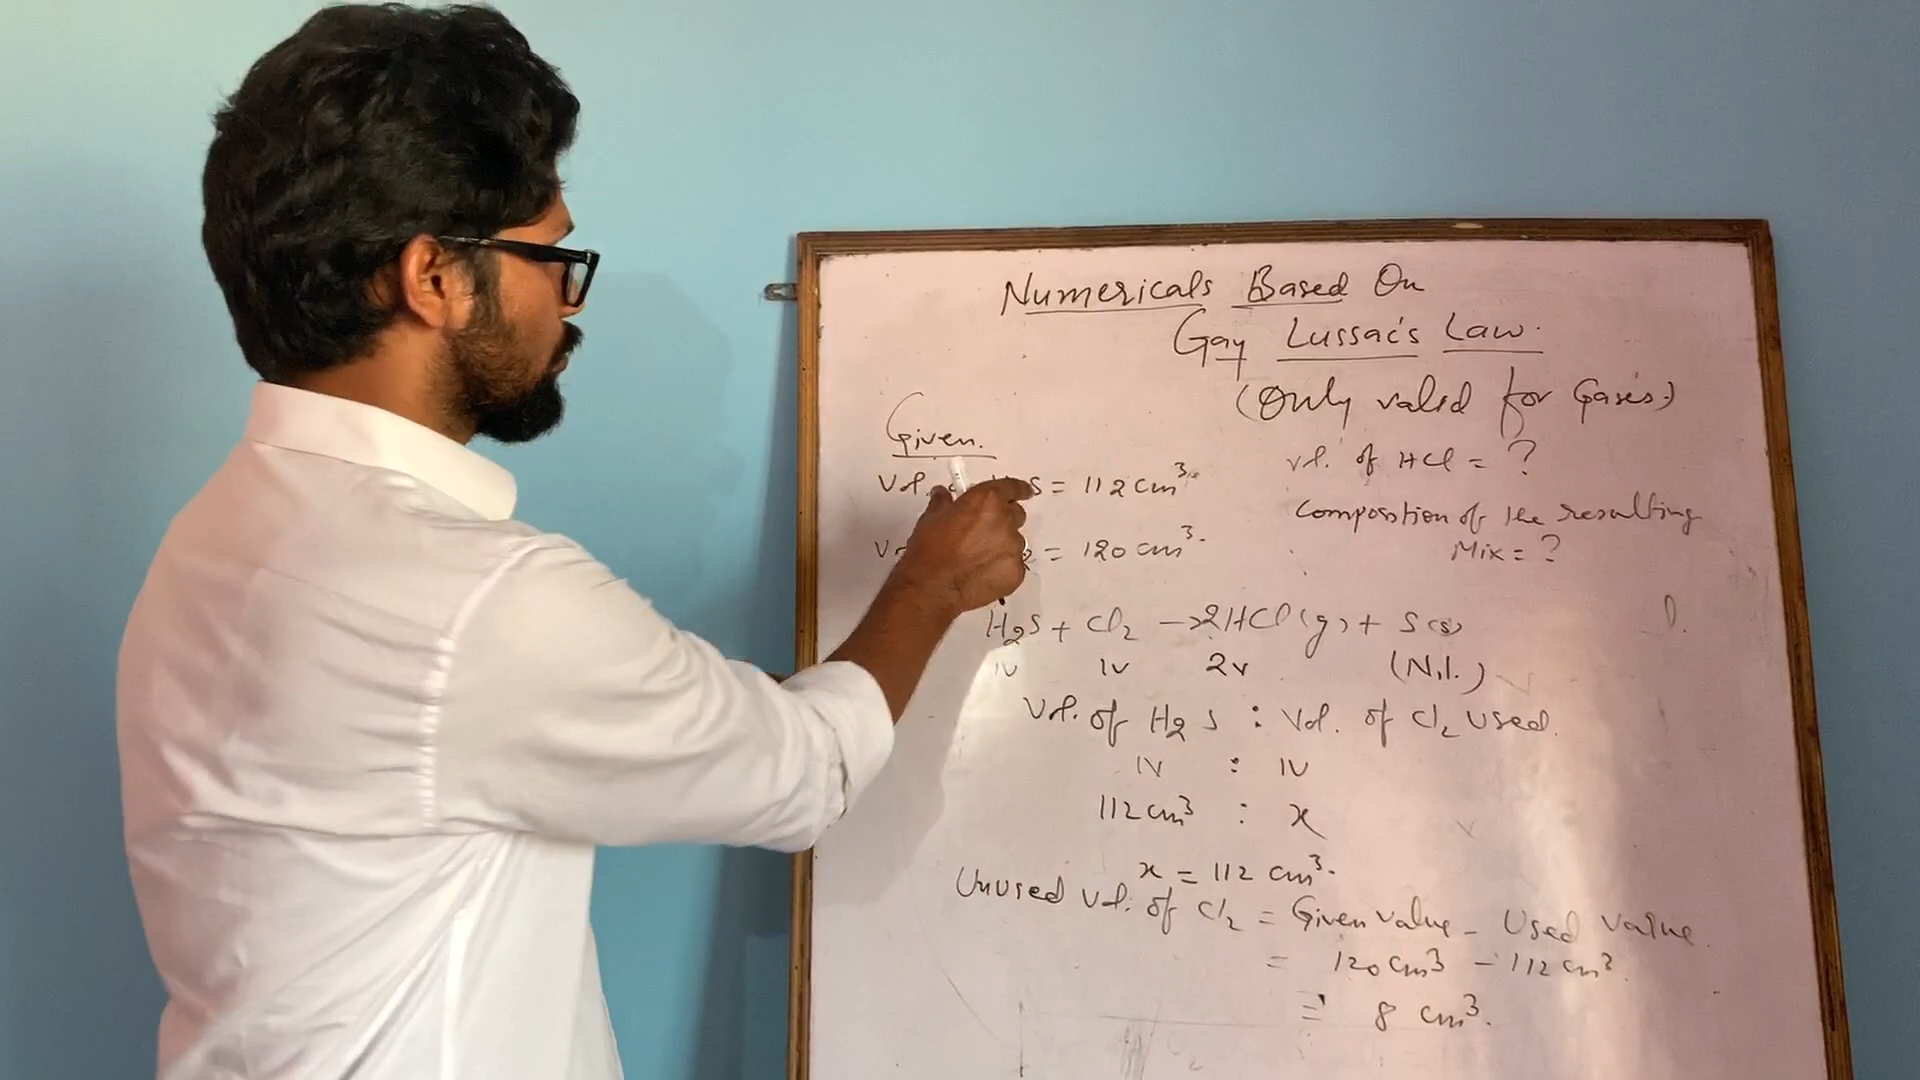 Numericals Based On
Gay Lussac's Law.
(Only valid for Gases.)
Given.
Vol. S = 112 cm³.
= 120 cm³.
vol. of HCl = ?
Composition of the resulting
Mix = ?
H₂S + Cl₂ → 2HCl(g) + S(s)
1V 1V 2V (Nil.)
Vol. of H₂S : Vol. of Cl₂ used.
1V : 1V
112 cm³ : x
x = 112 cm³.
Unused Vol. of Cl₂ = Given value - Used value.
= 120 cm³ - 112 cm³.
= 8 cm³.